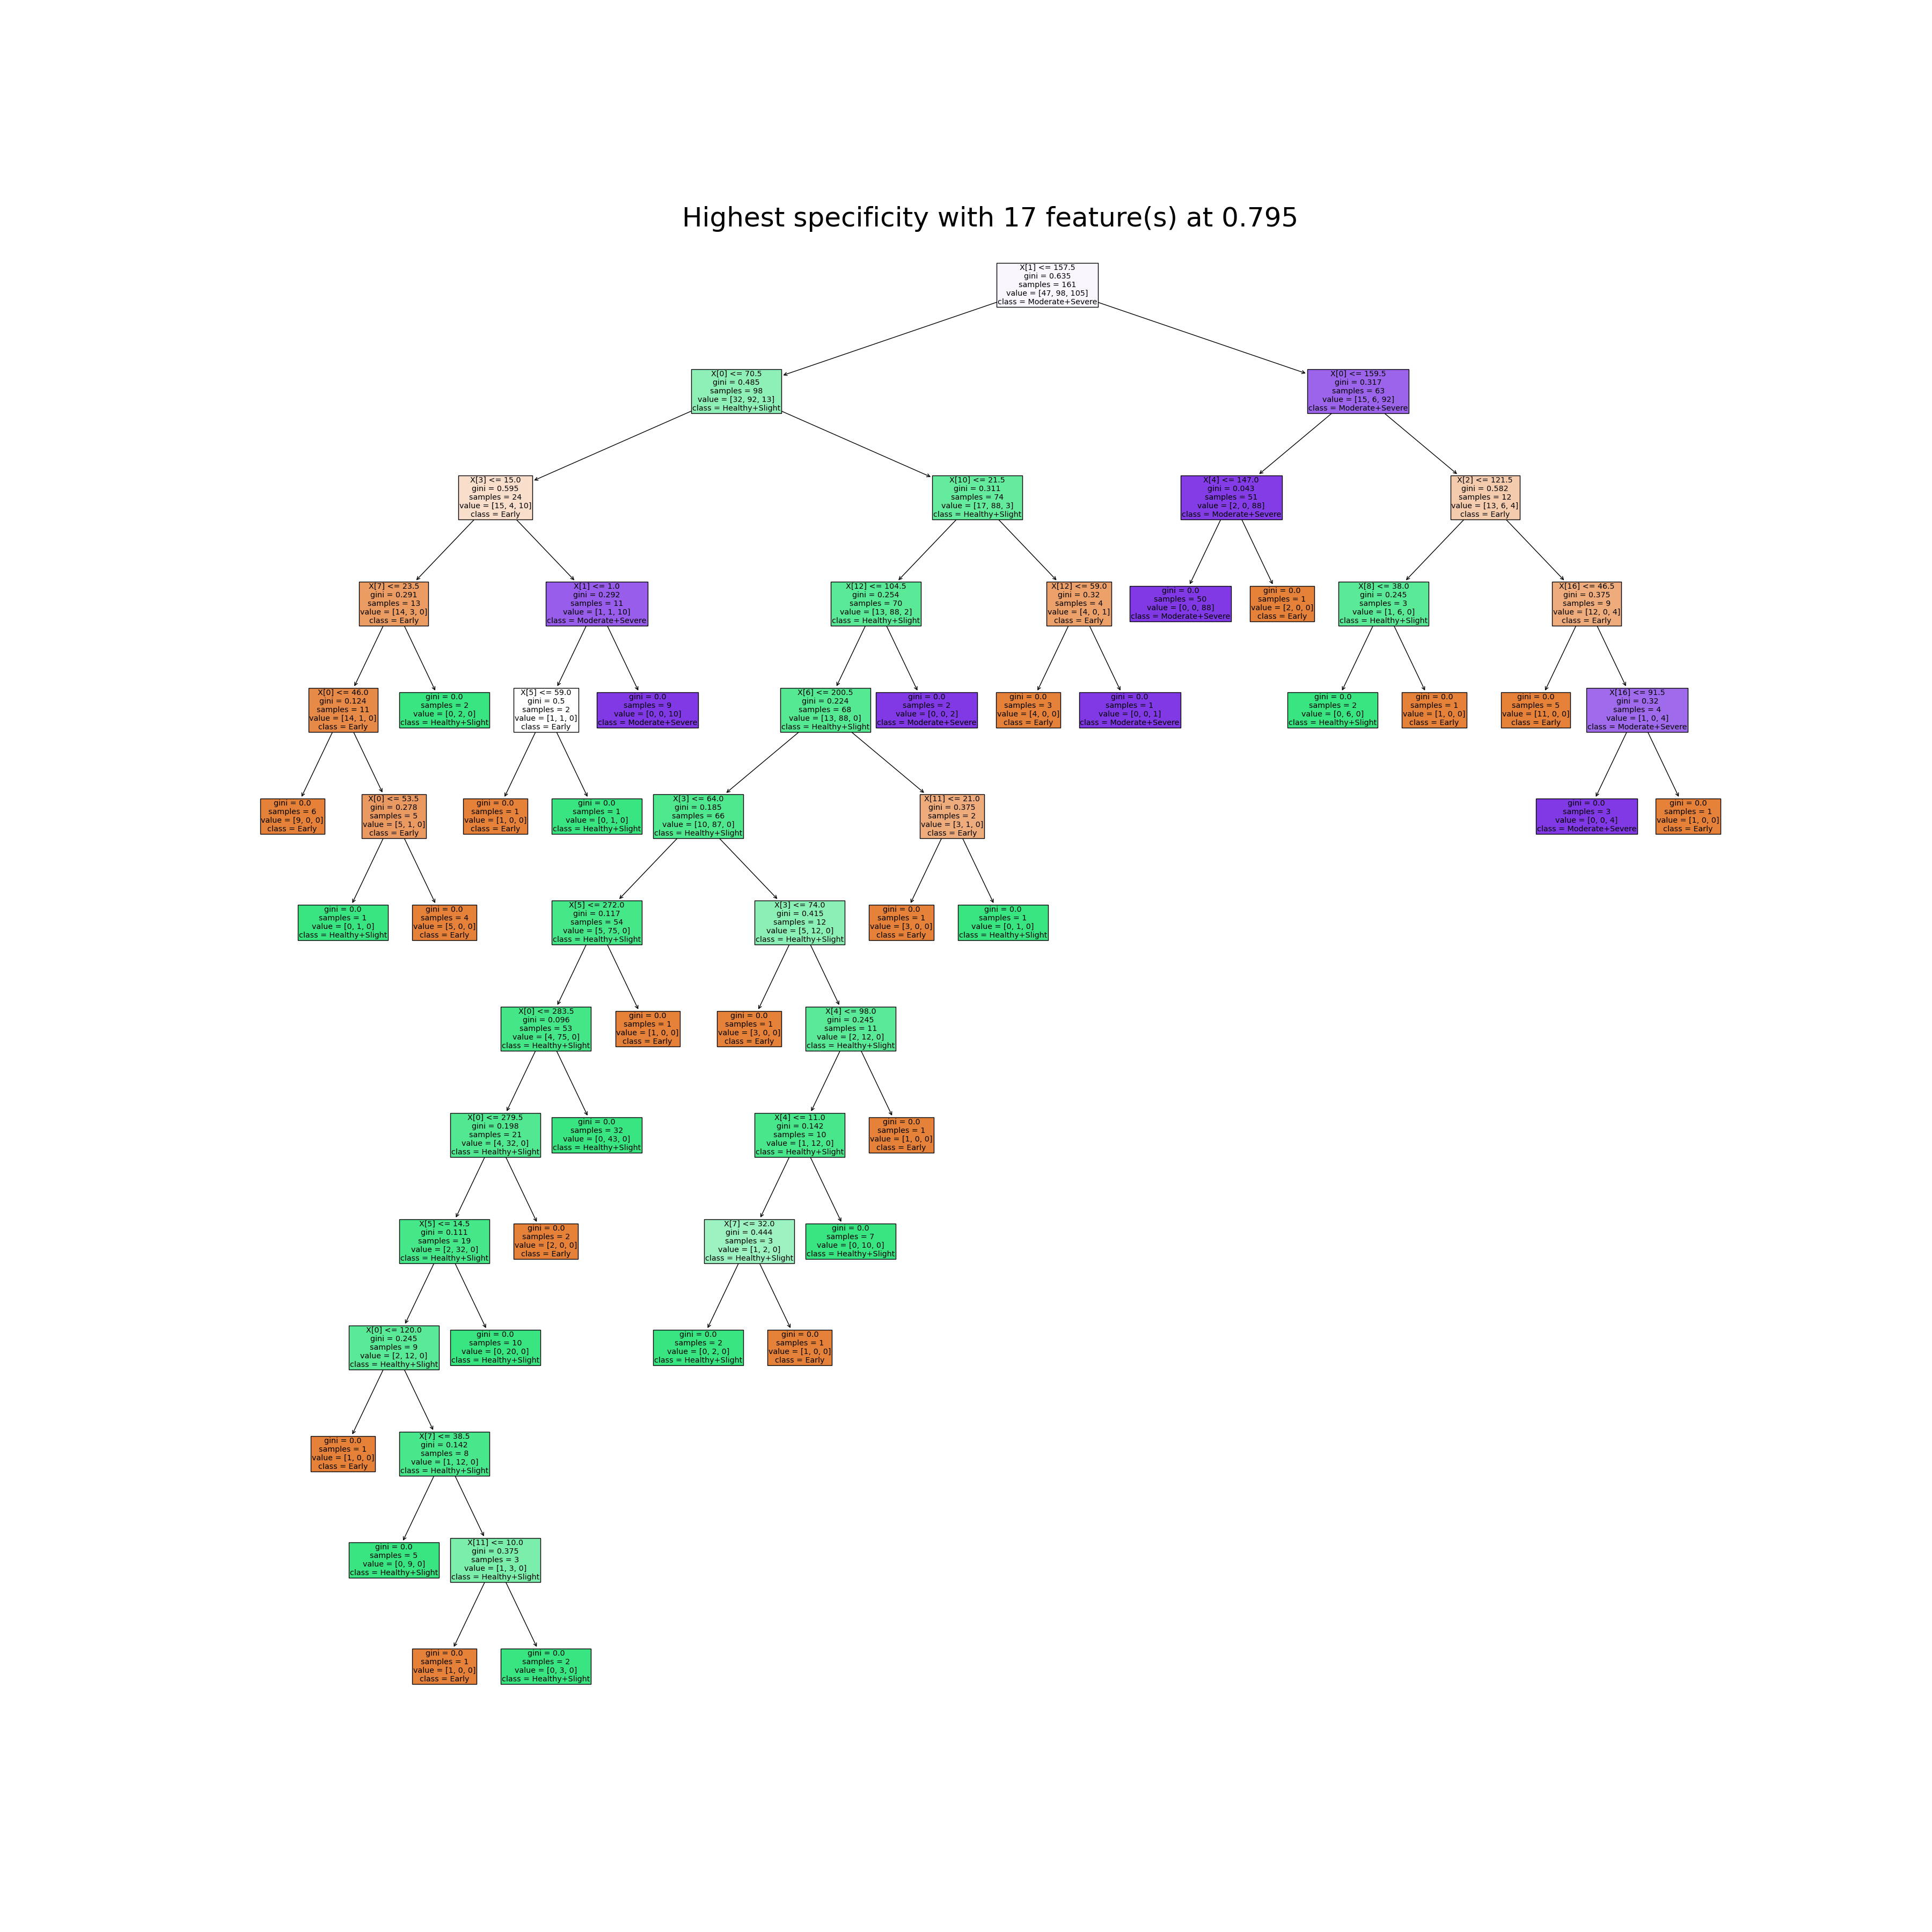 Highest specificity with 17 feature(s) at 0.795
X[1] <= 157.5
gini = 0.635
samples = 161
value = [47, 98, 105]
class = Moderate+Severe
X[0] <= 70.5
gini = 0.485
samples = 98
value = [32, 92, 13]
class = Healthy+Slight
X[0] <= 159.5
gini = 0.317
samples = 63
value = [15, 6, 92]
class = Moderate+Severe
X[3] <= 15.0
gini = 0.595
samples = 24
value = [15, 4, 10]
class = Early
X[10] <= 21.5
gini = 0.311
samples = 74
value = [17, 88, 3]
class = Healthy+Slight
X[4] <= 147.0
gini = 0.043
samples = 51
value = [2, 0, 88]
class = Moderate+Severe
X[2] <= 121.5
gini = 0.582
samples = 12
value = [13, 6, 4]
class = Early
X[7] <= 23.5
gini = 0.291
samples = 13
value = [14, 3, 0]
class = Early
X[1] <= 1.0
gini = 0.292
samples = 11
value = [1, 1, 10]
class = Moderate+Severe
X[12] <= 104.5
gini = 0.254
samples = 70
value = [13, 88, 2]
class = Healthy+Slight
X[12] <= 59.0
gini = 0.32
samples = 4
value = [4, 0, 1]
class = Early
gini = 0.0
samples = 50
value = [0, 0, 88]
class = Moderate+Severe
gini = 0.0
samples = 1
value = [2, 0, 0]
class = Early
X[8] <= 38.0
gini = 0.245
samples = 3
value = [1, 6, 0]
class = Healthy+Slight
X[16] <= 46.5
gini = 0.375
samples = 9
value = [12, 0, 4]
class = Early
X[0] <= 46.0
gini = 0.124
samples = 11
value = [14, 1, 0]
class = Early
gini = 0.0
samples = 2
value = [0, 2, 0]
class = Healthy+Slight
X[5] <= 59.0
gini = 0.5
samples = 2
value = [1, 1, 0]
class = Early
gini = 0.0
samples = 9
value = [0, 0, 10]
class = Moderate+Severe
X[6] <= 200.5
gini = 0.224
samples = 68
value = [13, 88, 0]
class = Healthy+Slight
gini = 0.0
samples = 2
value = [0, 0, 2]
class = Moderate+Severe
gini = 0.0
samples = 3
value = [4, 0, 0]
class = Early
gini = 0.0
samples = 1
value = [0, 0, 1]
class = Moderate+Severe
gini = 0.0
samples = 2
value = [0, 6, 0]
class = Healthy+Slight
gini = 0.0
samples = 1
value = [1, 0, 0]
class = Early
gini = 0.0
samples = 5
value = [11, 0, 0]
class = Early
X[16] <= 91.5
gini = 0.32
samples = 4
value = [1, 0, 4]
class = Moderate+Severe
gini = 0.0
samples = 6
value = [9, 0, 0]
class = Early
X[0] <= 53.5
gini = 0.278
samples = 5
value = [5, 1, 0]
class = Early
gini = 0.0
samples = 1
value = [1, 0, 0]
class = Early
gini = 0.0
samples = 1
value = [0, 1, 0]
class = Healthy+Slight
X[3] <= 64.0
gini = 0.185
samples = 66
value = [10, 87, 0]
class = Healthy+Slight
X[11] <= 21.0
gini = 0.375
samples = 2
value = [3, 1, 0]
class = Early
gini = 0.0
samples = 3
value = [0, 0, 4]
class = Moderate+Severe
gini = 0.0
samples = 1
value = [1, 0, 0]
class = Early
gini = 0.0
samples = 1
value = [0, 1, 0]
class = Healthy+Slight
gini = 0.0
samples = 4
value = [5, 0, 0]
class = Early
X[5] <= 272.0
gini = 0.117
samples = 54
value = [5, 75, 0]
class = Healthy+Slight
X[3] <= 74.0
gini = 0.415
samples = 12
value = [5, 12, 0]
class = Healthy+Slight
gini = 0.0
samples = 1
value = [3, 0, 0]
class = Early
gini = 0.0
samples = 1
value = [0, 1, 0]
class = Healthy+Slight
X[0] <= 283.5
gini = 0.096
samples = 53
value = [4, 75, 0]
class = Healthy+Slight
gini = 0.0
samples = 1
value = [1, 0, 0]
class = Early
gini = 0.0
samples = 1
value = [3, 0, 0]
class = Early
X[4] <= 98.0
gini = 0.245
samples = 11
value = [2, 12, 0]
class = Healthy+Slight
X[0] <= 279.5
gini = 0.198
samples = 21
value = [4, 32, 0]
class = Healthy+Slight
gini = 0.0
samples = 32
value = [0, 43, 0]
class = Healthy+Slight
X[4] <= 11.0
gini = 0.142
samples = 10
value = [1, 12, 0]
class = Healthy+Slight
gini = 0.0
samples = 1
value = [1, 0, 0]
class = Early
X[5] <= 14.5
gini = 0.111
samples = 19
value = [2, 32, 0]
class = Healthy+Slight
gini = 0.0
samples = 2
value = [2, 0, 0]
class = Early
X[7] <= 32.0
gini = 0.444
samples = 3
value = [1, 2, 0]
class = Healthy+Slight
gini = 0.0
samples = 7
value = [0, 10, 0]
class = Healthy+Slight
X[0] <= 120.0
gini = 0.245
samples = 9
value = [2, 12, 0]
class = Healthy+Slight
gini = 0.0
samples = 10
value = [0, 20, 0]
class = Healthy+Slight
gini = 0.0
samples = 2
value = [0, 2, 0]
class = Healthy+Slight
gini = 0.0
samples = 1
value = [1, 0, 0]
class = Early
gini = 0.0
samples = 1
value = [1, 0, 0]
class = Early
X[7] <= 38.5
gini = 0.142
samples = 8
value = [1, 12, 0]
class = Healthy+Slight
gini = 0.0
samples = 5
value = [0, 9, 0]
class = Healthy+Slight
X[11] <= 10.0
gini = 0.375
samples = 3
value = [1, 3, 0]
class = Healthy+Slight
gini = 0.0
samples = 1
value = [1, 0, 0]
class = Early
gini = 0.0
samples = 2
value = [0, 3, 0]
class = Healthy+Slight